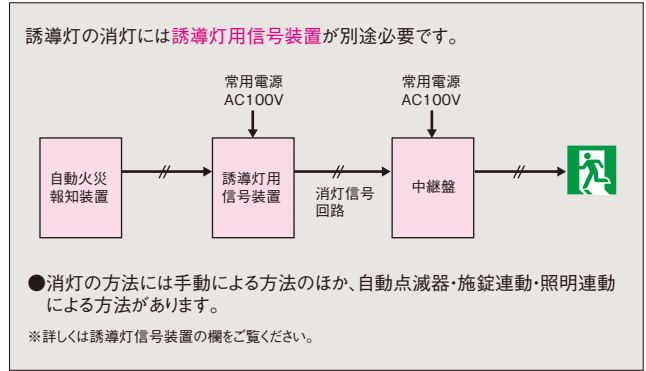 誘導灯の消灯には誘導灯用信号装置が別途必要です。
常用電源
AC100V
常用電源
AC100V
自動火災
報知装置
誘導灯用
信号装置
消灯信号
回路
中継盤
●消灯の方法には手動による方法のほか、自動点滅器・施錠連動・照明連動
による方法があります。
※詳しくは誘導灯信号装置の欄をご覧ください。